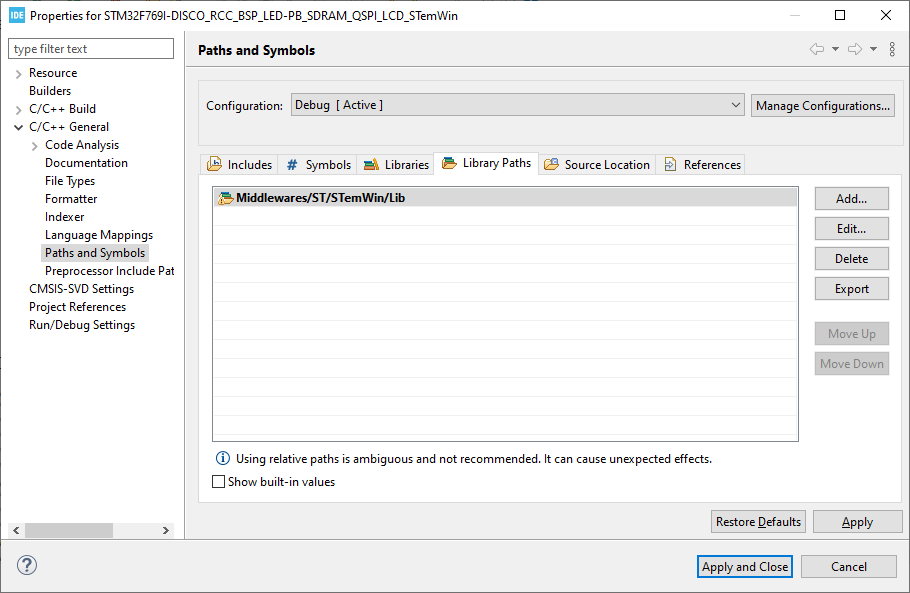 IDE Properties for STM32F769I-DISCO_RCC_BSP_LED-PB_SDRAM_QSPI_LCD_STemWin
type filter text
Resource
Builders
C/C++ Build
C/C++ General
Code Analysis
Documentation
File Types
Formatter
Indexer
Language Mappings
Paths and Symbols
Preprocessor Include Pat
CMSIS-SVD Settings
Project References
Run/Debug Settings
Paths and Symbols
Configuration: Debug [ Active ] Manage Configurations...
Includes # Symbols Libraries Library Paths Source Location References
Middlewares/ST/STemWin/Lib
Add...
Edit...
Delete
Export
Move Up
Move Down
Using relative paths is ambiguous and not recommended. It can cause unexpected effects.
Show built-in values
Restore Defaults Apply
? Apply and Close Cancel